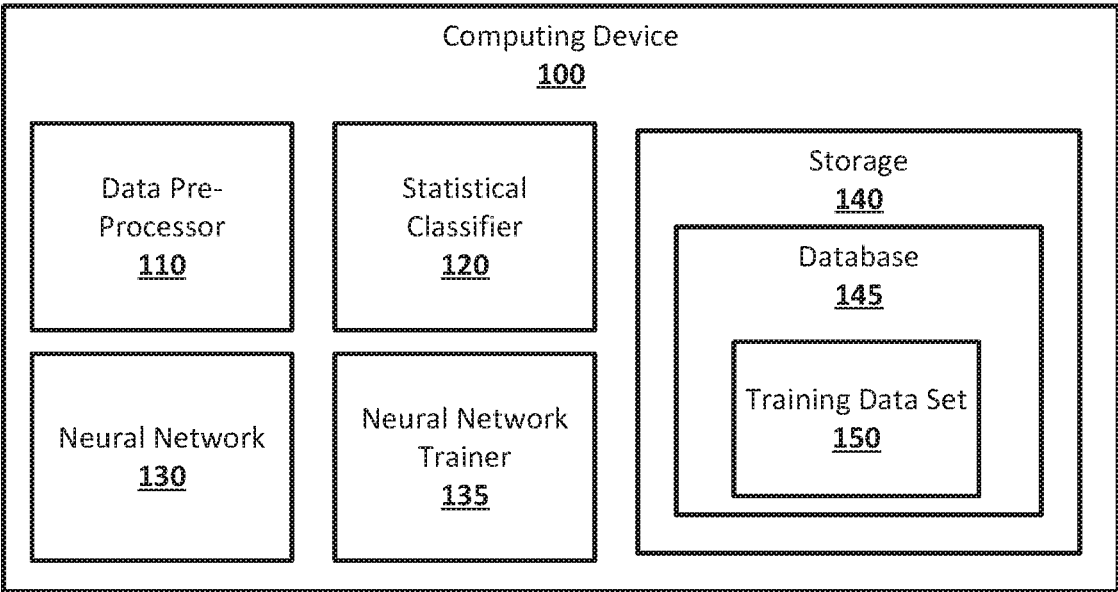 Computing Device
100
Data Pre-
Processor
110
Statistical
Classifier
120
Storage
140
Database
145
Training Data Set
150
Neural Network
130
Neural Network
Trainer
135